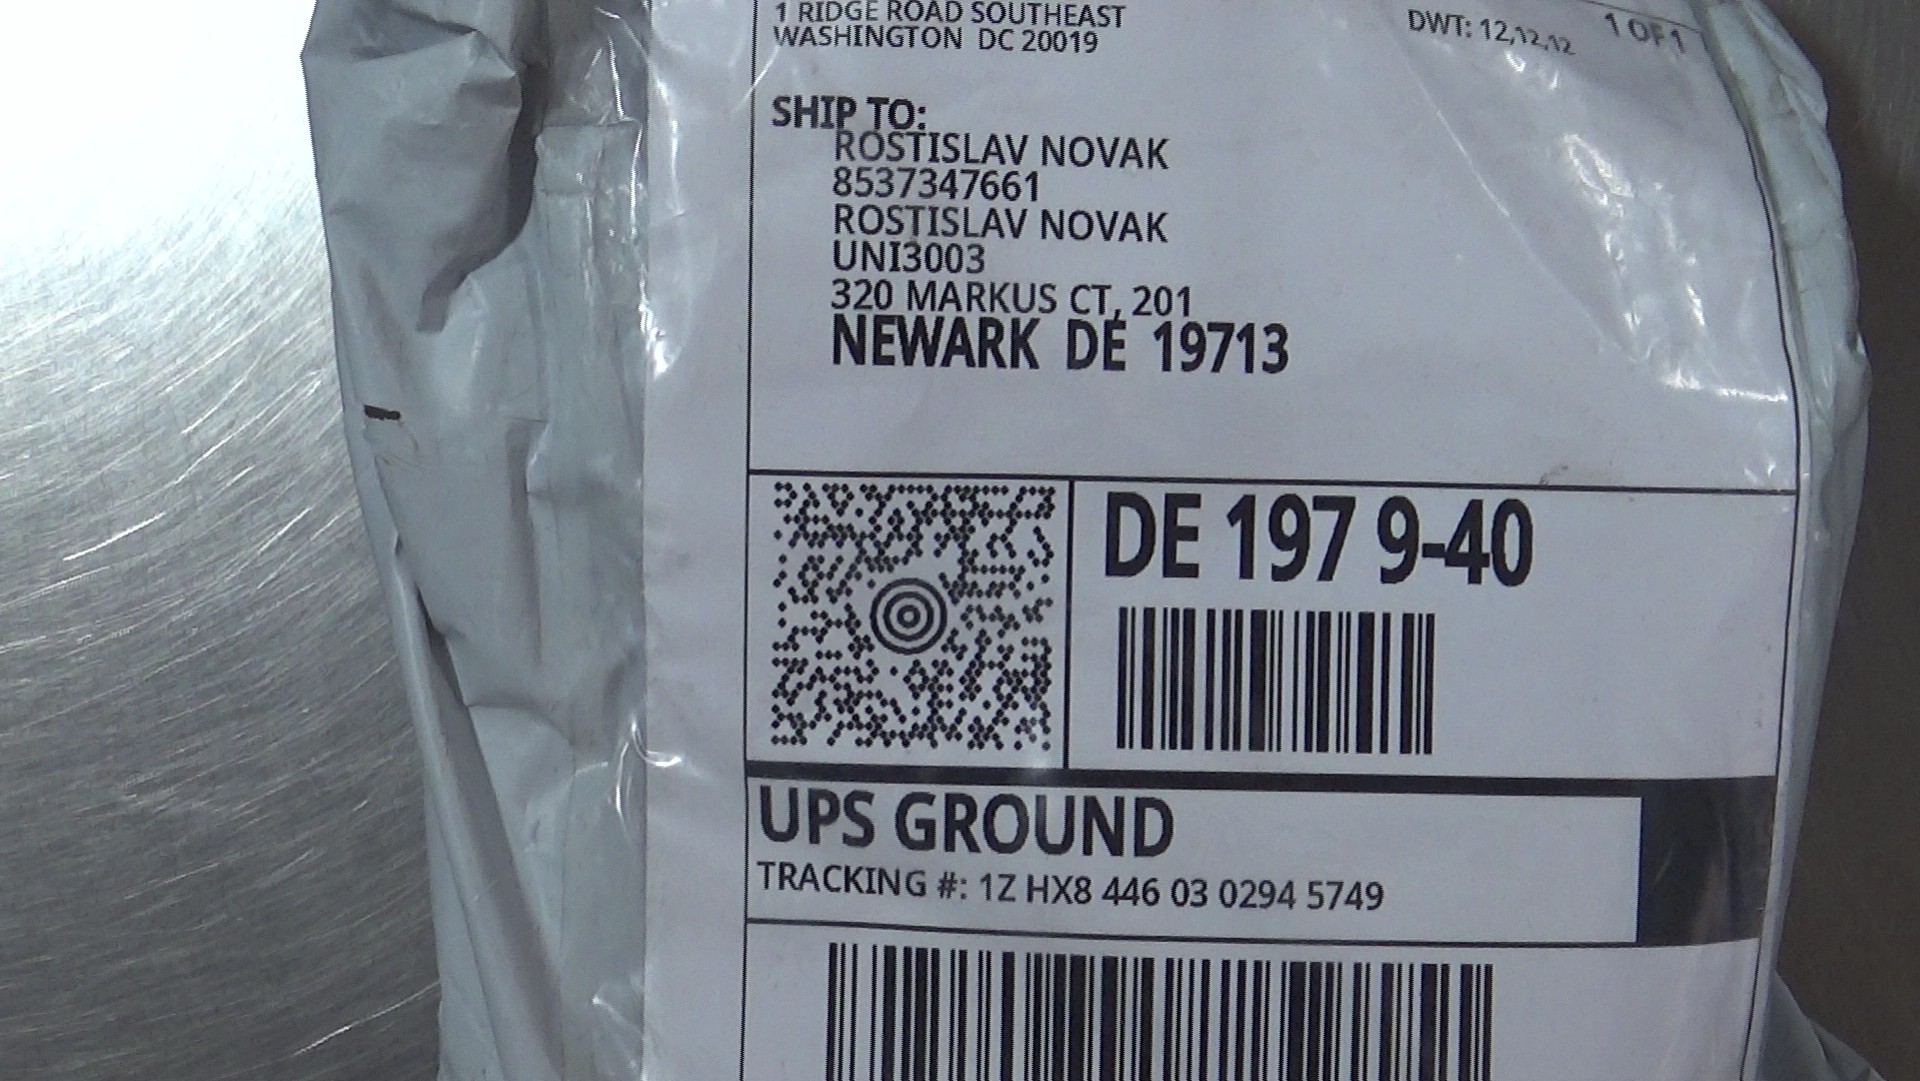 1 RIDGE ROAD SOUTHEAST
WASHINGTON DC 20019
DWT: 12,12,12
1 OF 1
SHIP TO:
ROSTISLAV NOVAK
8537347661
ROSTISLAV NOVAK
UNI3003
320 MARKUS CT, 201
NEWARK DE 19713
DE 197 9-40
UPS GROUND
TRACKING #: 1Z HX8 446 03 0294 5749